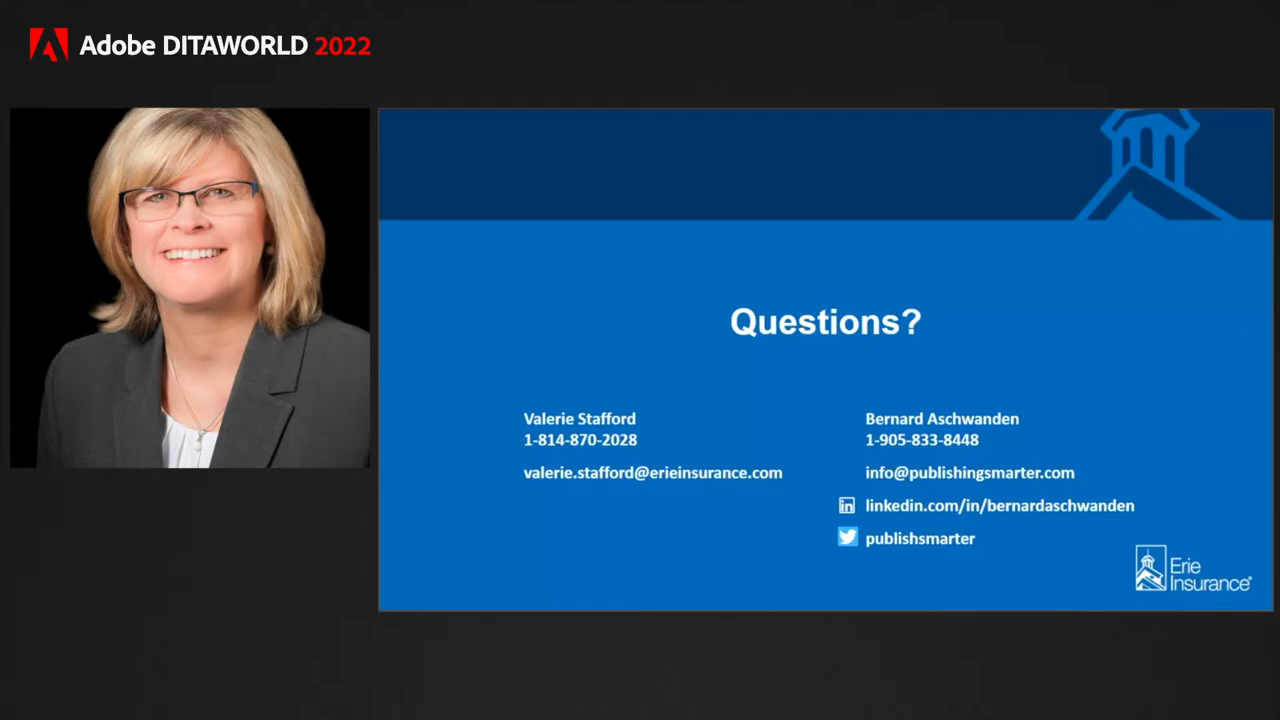 Adobe DITAWORLD 2022
Questions?
Valerie Stafford
1-814-870-2028
valerie.stafford@erieinsurance.com
Bernard Aschwanden
1-905-833-8448
info@publishingsmarter.com
in linkedin.com/in/bernardaschwanden
publishsmarter
Erie
Insurance®